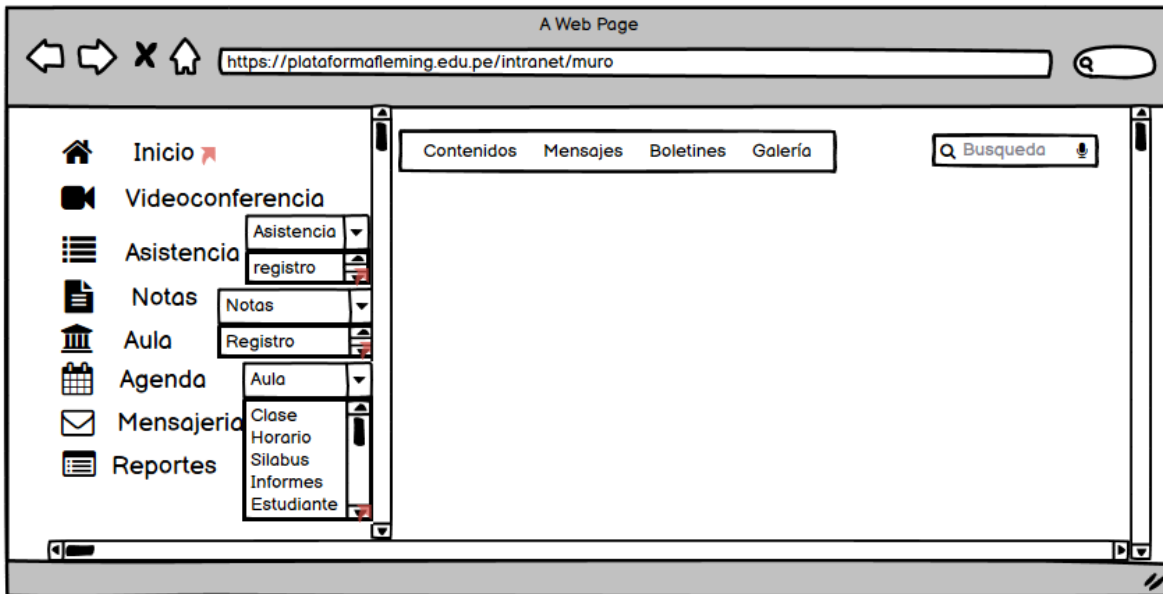 A Web Page
https://plataformafleming.edu.pe/intranet/muro
Inicio
Contenidos Mensajes Boletines Galería
Busqueda
Videoconferencia
Asistencia
Asistencia
registro
Notas
Notas
Aula
Registro
Agenda
Aula
Mensajeria
Clase
Horario
Silabus
Informes
Estudiante
Reportes